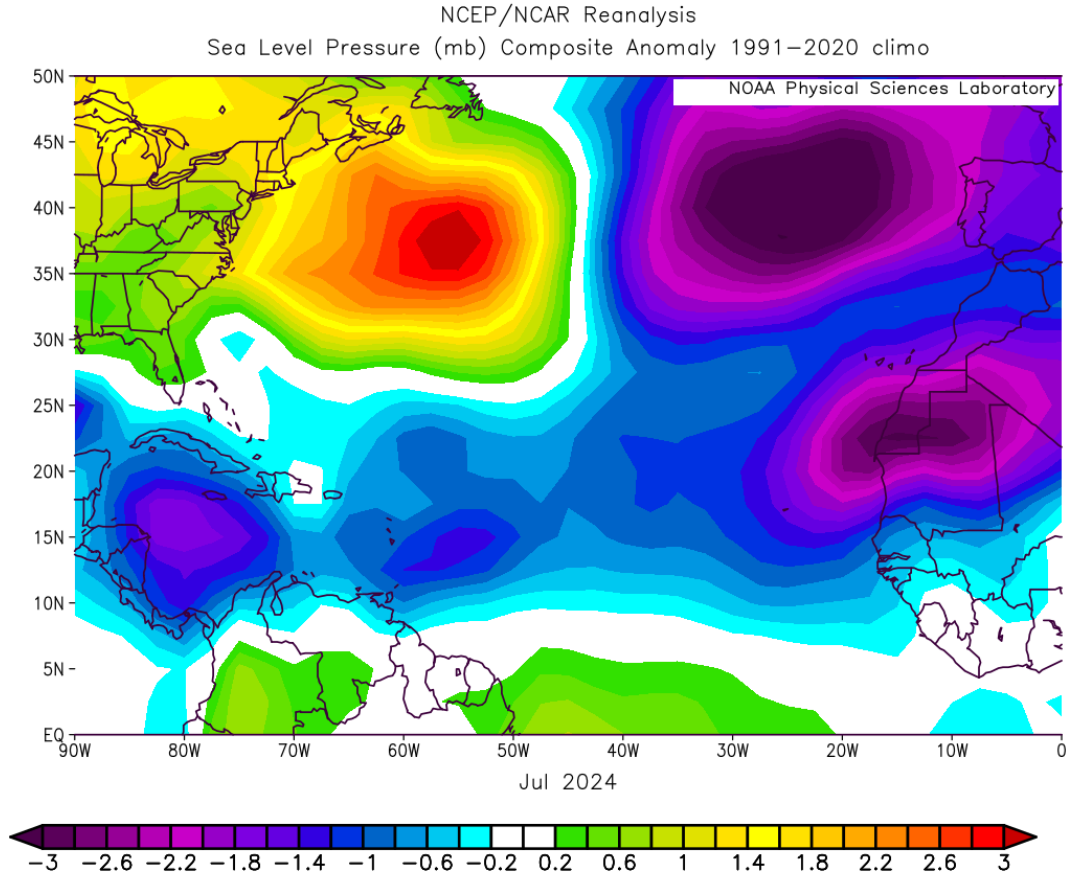 NCEP/NCAR Reanalysis
Sea Level Pressure (mb) Composite Anomaly 1991-2020 climo
NOAA Physical Sciences Laboratory
50N
45N
40N
35N
30N
25N
20N
15N
10N
5N
EQ
90W 80W 70W 60W 50W 40W 30W 20W 10W 0
Jul 2024
-3 -2.6 -2.2 -1.8 -1.4 -1 -0.6 -0.2 0.2 0.6 1 1.4 1.8 2.2 2.6 3